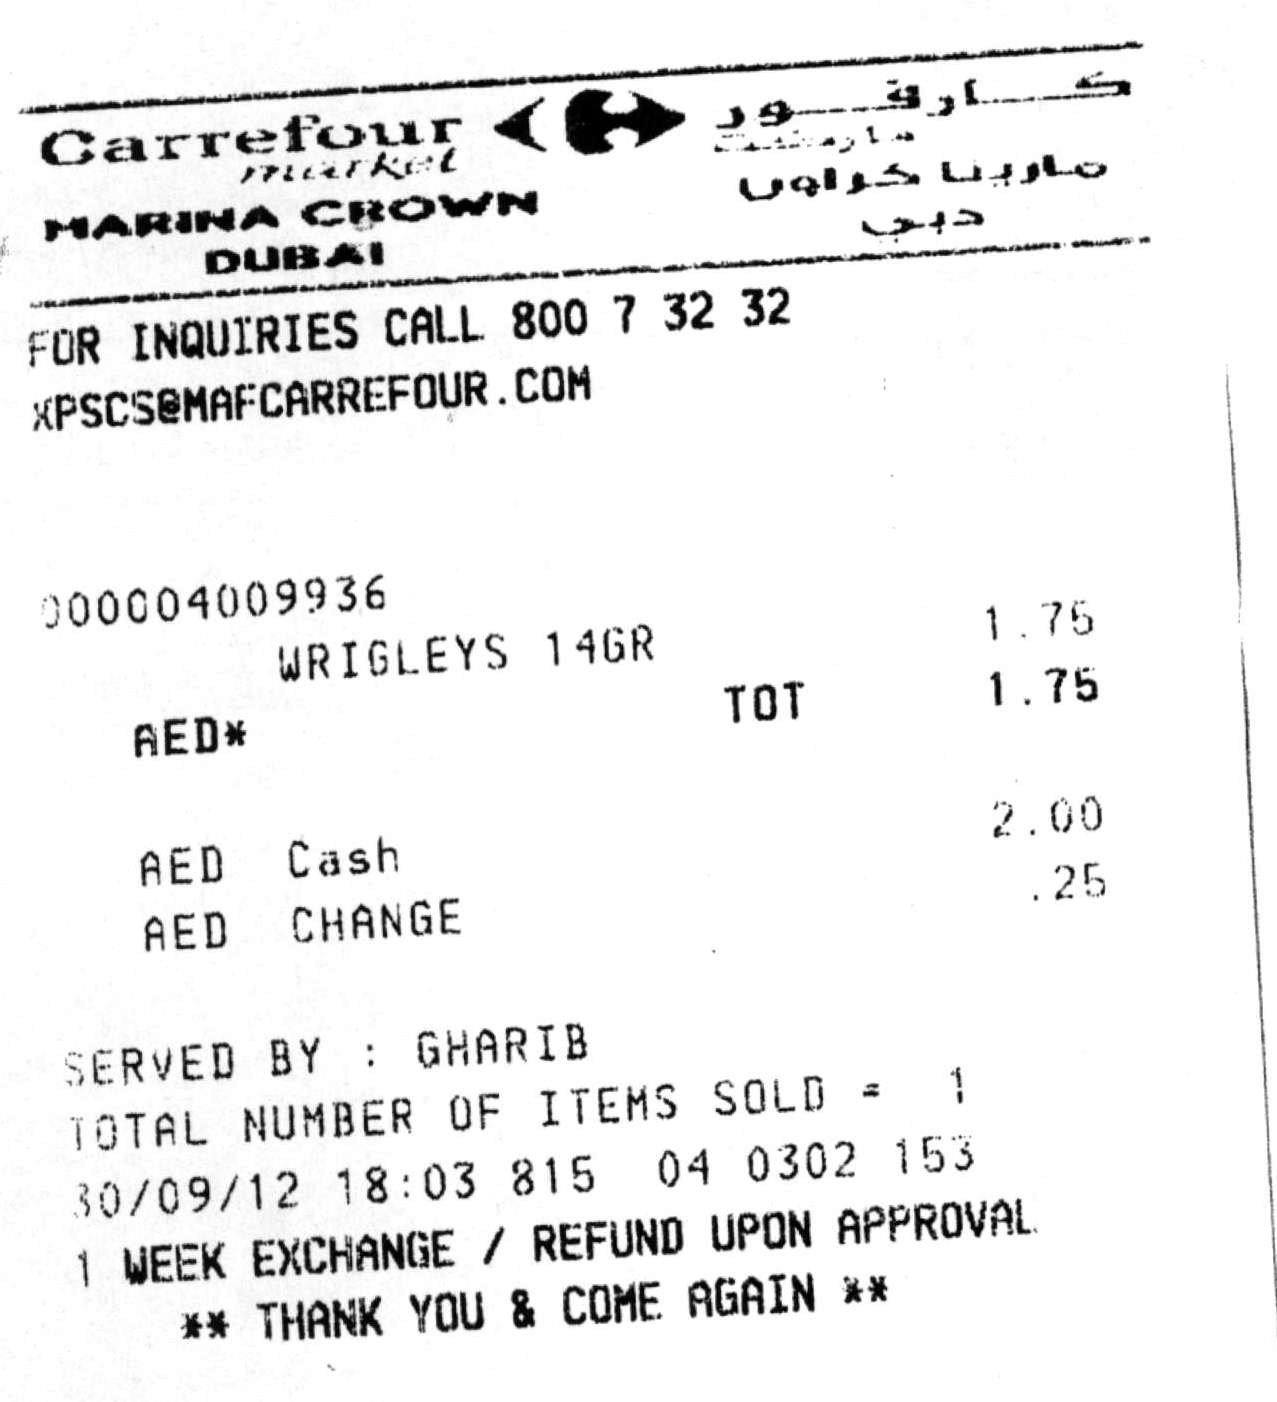 Carrefour
market
MARINA CROWN
DUBAI
كارفور
ماركت
مارينا كراون
دبي
FOR INQUIRIES CALL 800 7 32 32
XPSCS@MAFCARREFOUR.COM
000004009936
WRIGLEYS 14GR 1.75
AED* TOT 1.75
AED Cash 2.00
AED CHANGE .25
SERVED BY : GHARIB
TOTAL NUMBER OF ITEMS SOLD = 1
30/09/12 18:03 815 04 0302 153
1 WEEK EXCHANGE / REFUND UPON APPROVAL
** THANK YOU & COME AGAIN **